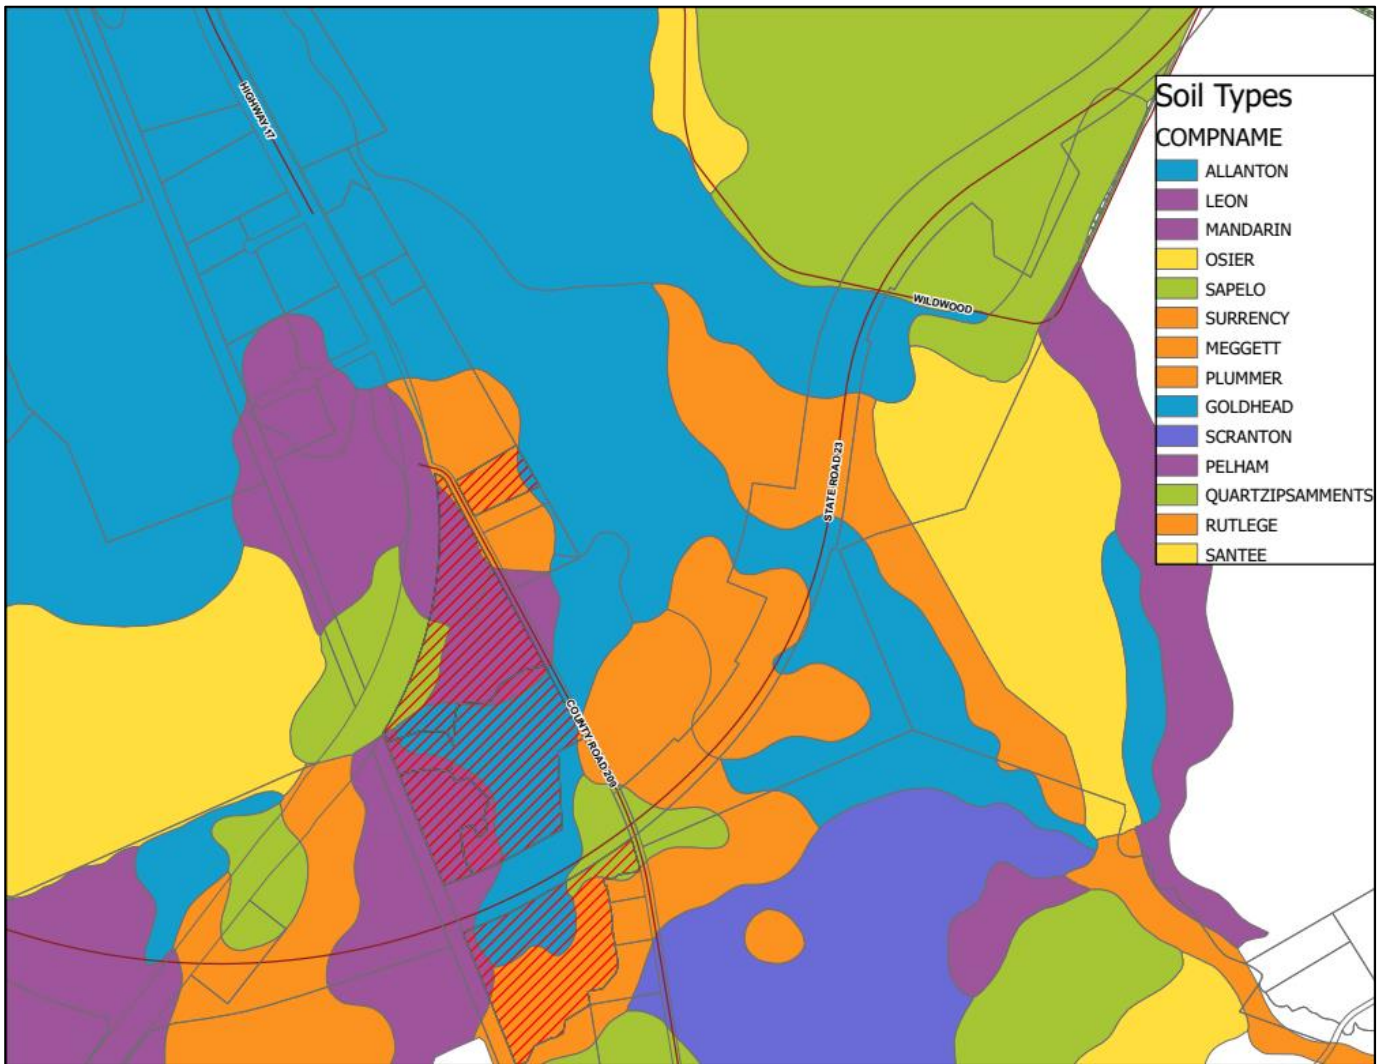 HIGHWAY 17
Soil Types
COMPNAME
ALLANTON
LEON
MANDARIN
OSIER
SAPELO
SURRENCY
MEGGETT
PLUMMER
GOLDHEAD
SCRANTON
PELHAM
QUARTZIPSAMMENTS
RUTLEGE
SANTEE
WILDWOOD
STATE ROAD 23
COUNTY ROAD 209